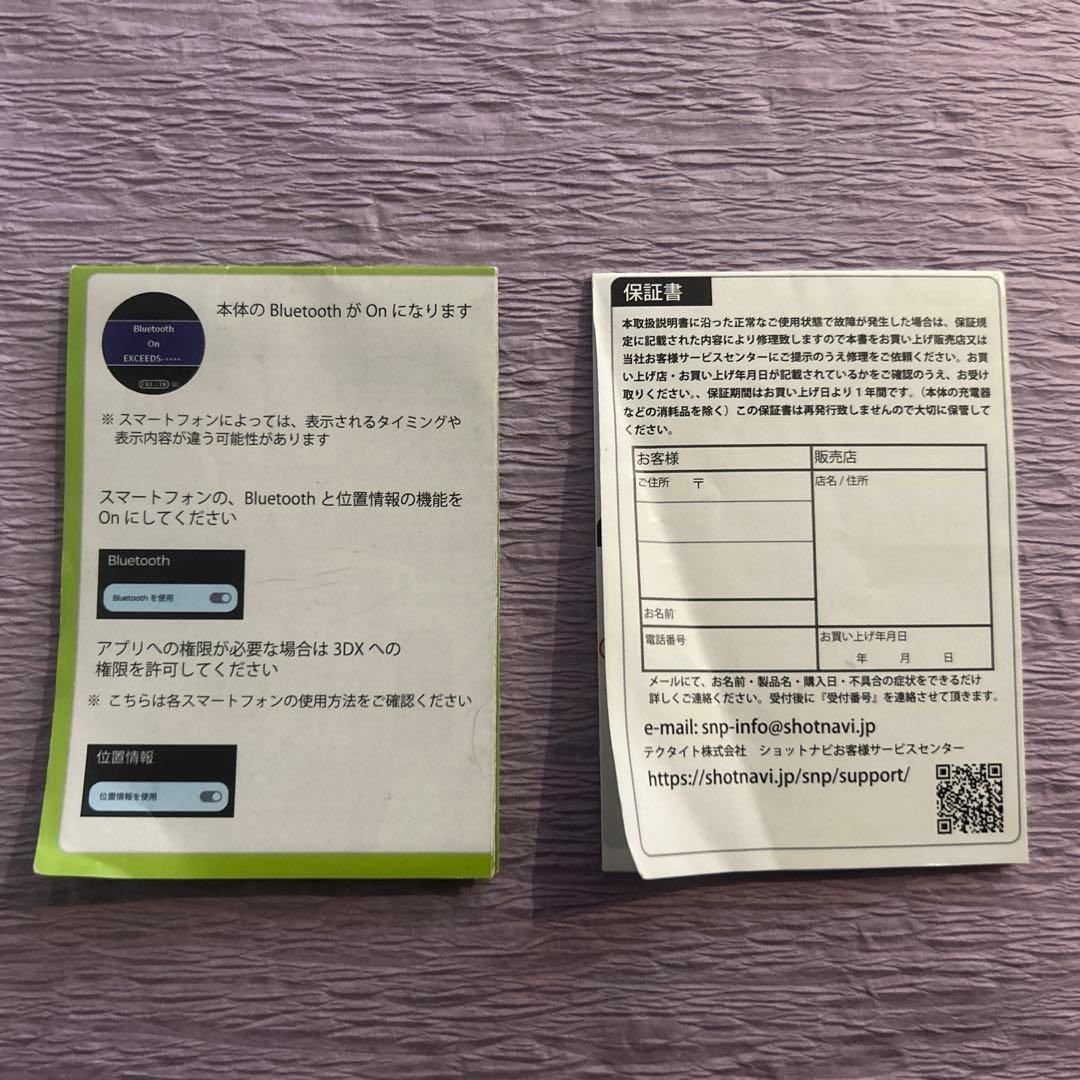 本体の Bluetooth が On になります
Bluetooth
On
EXCEEDS-・・・・・
※ スマートフォンによっては、表示されるタイミングや
表示内容が違う可能性があります
スマートフォンの、Bluetooth と位置情報の機能を
On にしてください
Bluetooth
Bluetooth を使用
アプリへの権限が必要な場合は 3DX への
権限を許可してください
※ こちらは各スマートフォンの使用方法をご確認ください
位置情報
位置情報を使用
保証書
本取扱説明書に沿った正常なご使用状態で故障が発生した場合は、保証規
定に記載された内容により修理致しますので本書をお買い上げ販売店又は
当社お客様サービスセンターにご提示のうえ修理をご依頼ください。お買
い上げ店・お買い上げ年月日が記載されているかをご確認のうえ、お受け
取りください。、保証期間はお買い上げ日より 1 年間です。（本体の充電器
などの消耗品を除く）この保証書は再発行致しませんので大切に保管して
ください。
お客様
販売店
ご住所 〒
店名 / 住所
お名前
電話番号
お買い上げ年月日
年 月 日
メールにて、お名前・製品名・購入日・不具合の症状をできるだけ
詳しくご連絡ください。受付後に『受付番号』を連絡させて頂きます。
e-mail: snp-info@shotnavi.jp
テクタイト株式会社 ショットナビお客様サービスセンター
https://shotnavi.jp/snp/support/